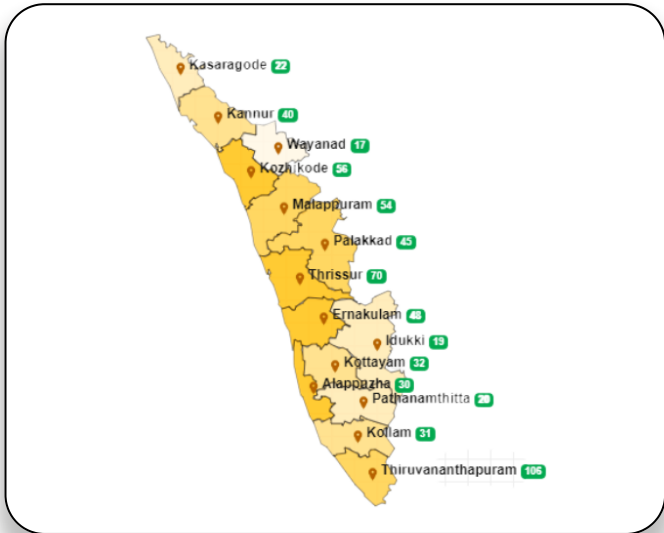 Kasaragode 22
Kannur 40
Wayanad 17
Kozhikode 56
Malappuram 54
Palakkad 45
Thrissur 70
Ernakulam 48
Idukki 19
Kottayam 32
Alappuzha 30
Pathanamthitta 20
Kollam 31
Thiruvananthapuram 106